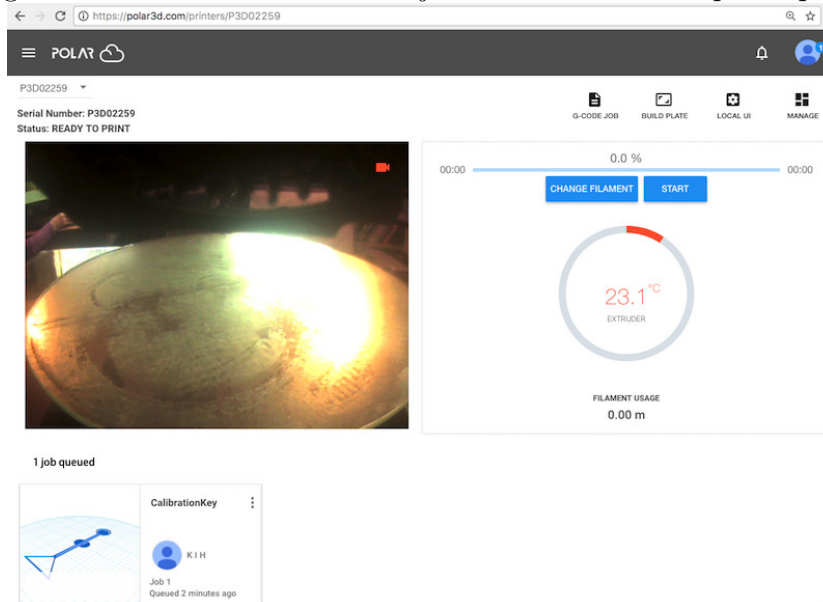 https://polar3d.com/printers/P3D02259
POLAR
1
P3D02259
Serial Number: P3D02259
Status: READY TO PRINT
G-CODE JOB
BUILD PLATE
LOCAL UI
MANAGE
0.0 %
00:00
00:00
CHANGE FILAMENT
START
23.1 °C
EXTRUDER
FILAMENT USAGE
0.00 m
1 job queued
CalibrationKey
K I H
Job 1
Queued 2 minutes ago